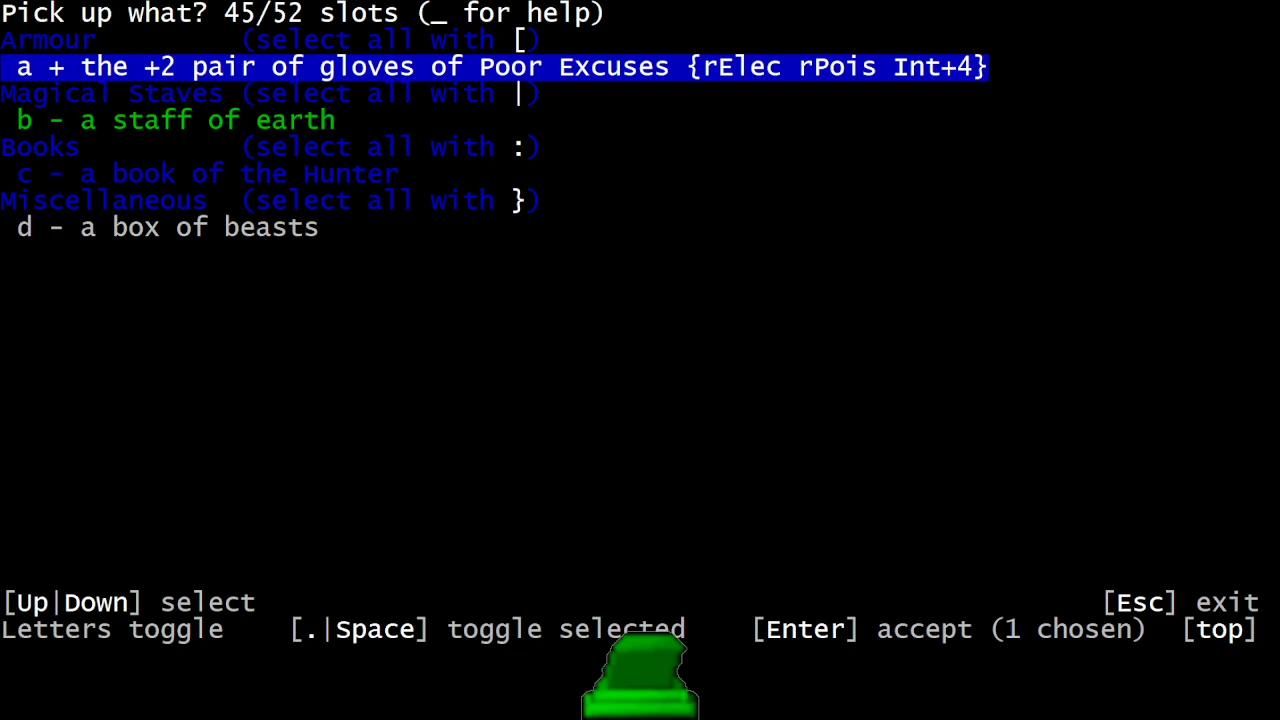 Pick up what? 45/52 slots (_ for help)
Armour (select all with [)
a + the +2 pair of gloves of Poor Excuses {rElec rPois Int+4}
Magical Staves (select all with |)
b - a staff of earth
Books (select all with :)
c - a book of the Hunter
Miscellaneous (select all with })
d - a box of beasts
[Up|Down] select [Esc] exit
Letters toggle [.|Space] toggle selected [Enter] accept (1 chosen) [top]